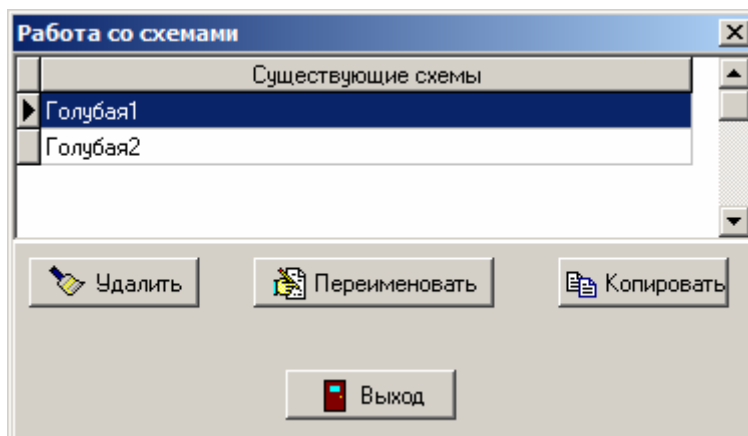 Работа со схемами
Существующие схемы
Голубая1
Голубая2
Удалить Переименовать Копировать
Выход